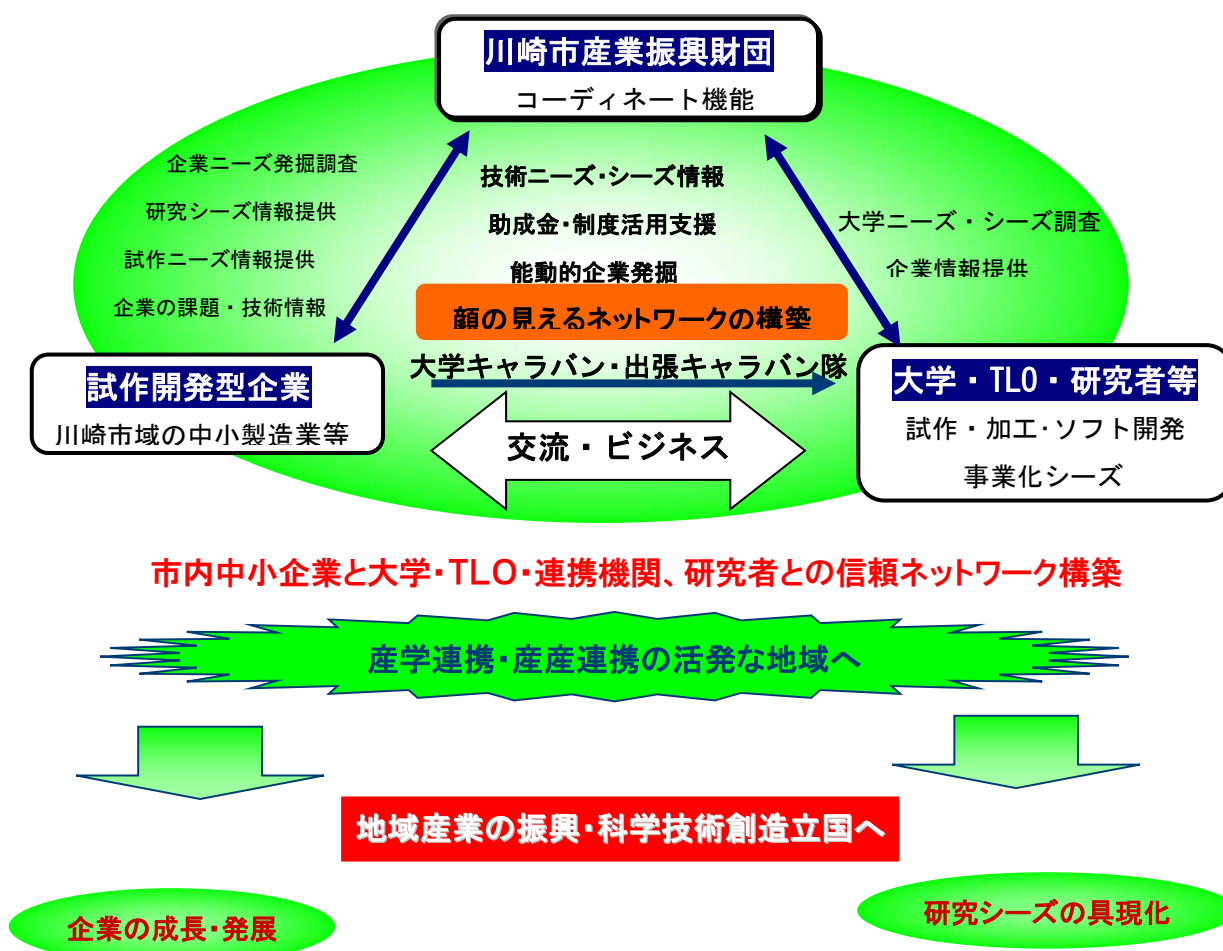 川崎市産業振興財団
コーディネート機能
企業ニーズ発掘調査
研究シーズ情報提供
試作ニーズ情報提供
企業の課題・技術情報
技術ニーズ・シーズ情報
助成金・制度活用支援
能動的企業発掘
顔の見えるネットワークの構築
大学キャラバン・出張キャラバン隊
大学ニーズ・シーズ調査
企業情報提供
試作開発型企業
川崎市域の中小製造業等
交流・ビジネス
大学・TLO・研究者等
試作・加工・ソフト開発
事業化シーズ
市内中小企業と大学・TLO・連携機関、研究者との信頼ネットワーク構築
産学連携・産産連携の活発な地域へ
地域産業の振興・科学技術創造立国へ
企業の成長・発展
研究シーズの具現化